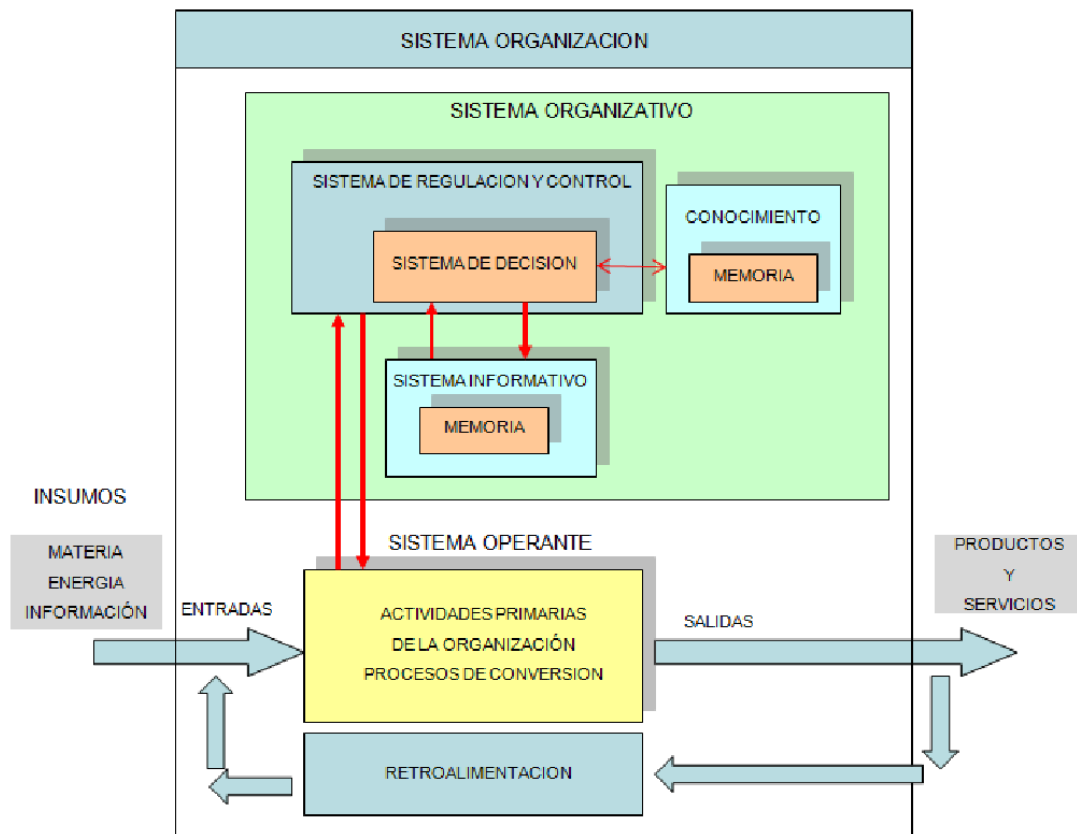 SISTEMA ORGANIZACION
SISTEMA ORGANIZATIVO
SISTEMA DE REGULACION Y CONTROL
SISTEMA DE DECISION
CONOCIMIENTO
MEMORIA
SISTEMA INFORMATIVO
MEMORIA
INSUMOS
MATERIA
ENERGIA
INFORMACIÓN
ENTRADAS
SISTEMA OPERANTE
ACTIVIDADES PRIMARIAS
DE LA ORGANIZACIÓN
PROCESOS DE CONVERSION
SALIDAS
PRODUCTOS
Y
SERVICIOS
RETROALIMENTACION